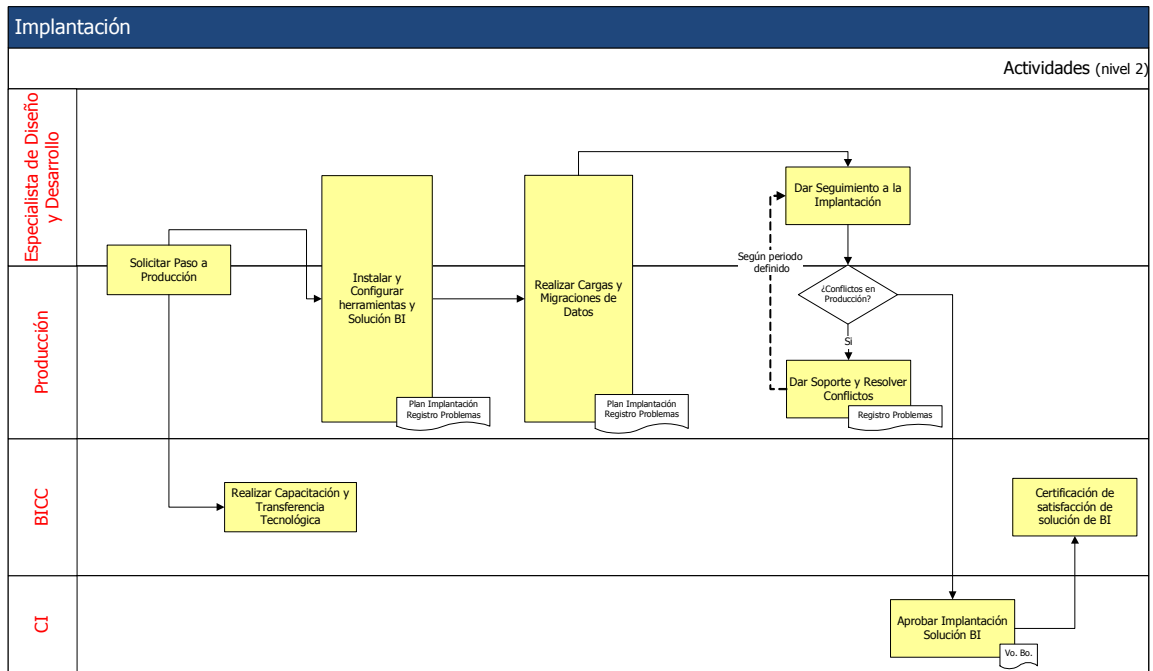 Implantación
Actividades (nivel 2)
Especialista de Diseño
y Desarrollo
Solicitar Paso a
Producción
Instalar y
Configurar
herramientas y
Solución BI
Plan Implantación
Registro Problemas
Realizar Cargas y
Migraciones de
Datos
Plan Implantación
Registro Problemas
Dar Seguimiento a la
Implantación
Según periodo
definido
¿Conflictos en
Producción?
Si
Producción
Dar Soporte y Resolver
Conflictos
Registro Problemas
BICC
Realizar Capacitación y
Transferencia
Tecnológica
Certificación de
satisfacción de
solución de BI
CI
Aprobar Implantación
Solución BI
Vo. Bo.